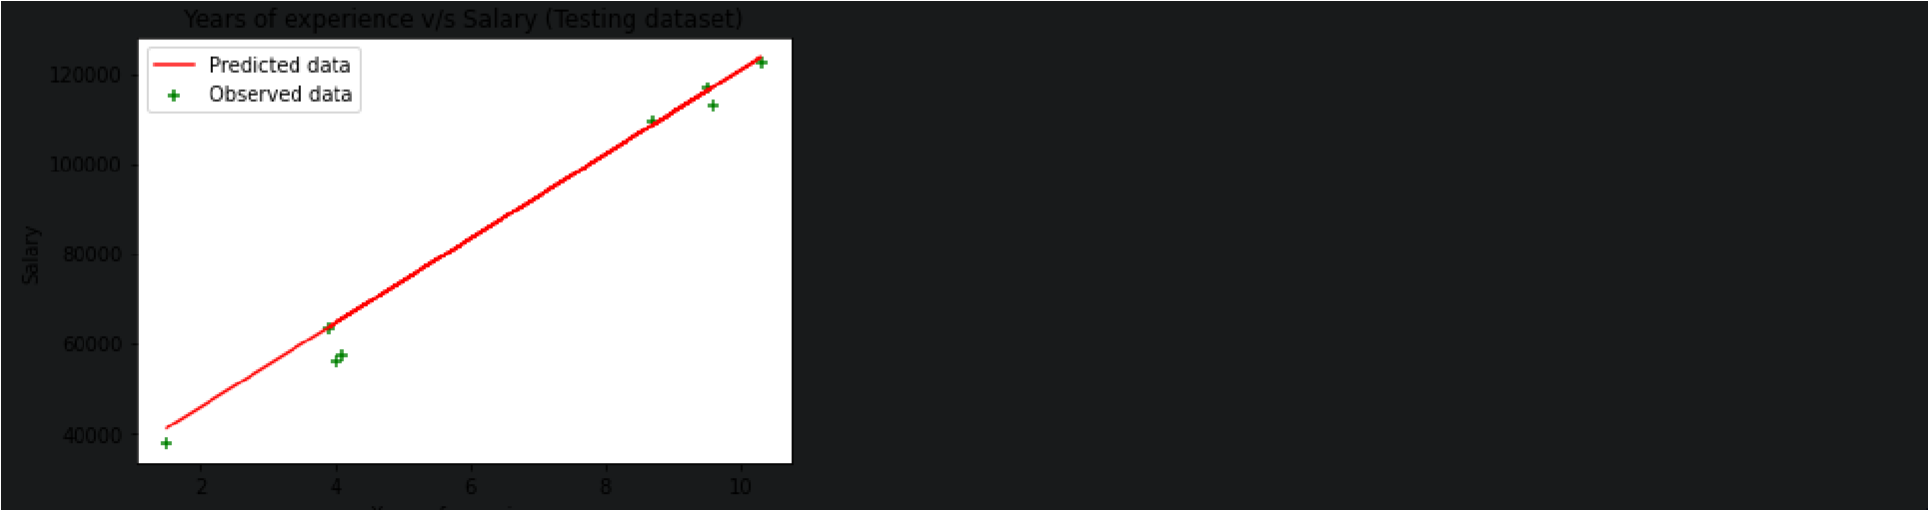 Years of experience v/s Salary (Testing dataset)
Predicted data
Observed data
120000
100000
80000
60000
40000
Salary
2 4 6 8 10